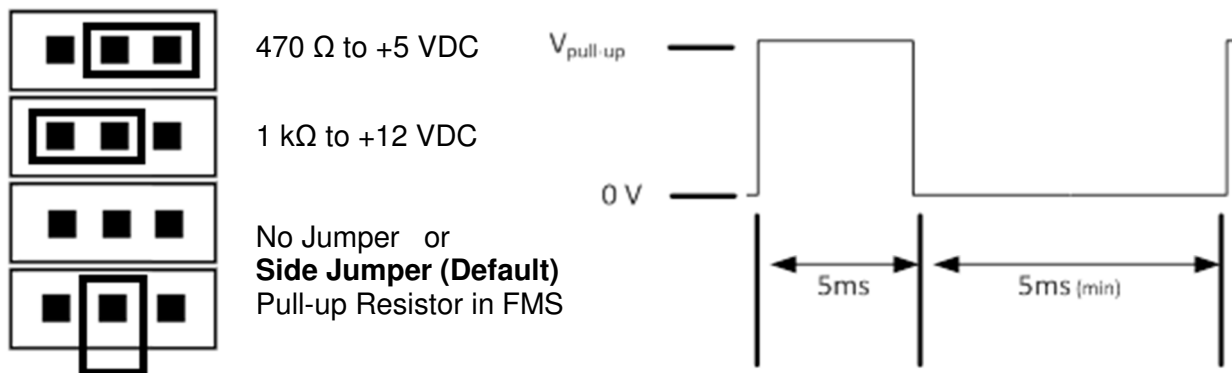 470 Ω to +5 VDC
1 kΩ to +12 VDC
No Jumper or
Side Jumper (Default)
Pull-up Resistor in FMS
Vpull-up
0 V
5ms
5ms (min)